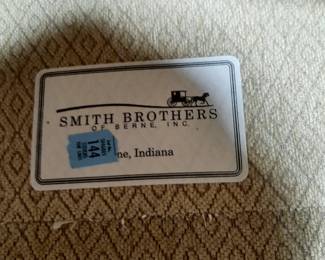 SMITH BROTHERS
OF BERNE, INC.
ne, Indiana
144